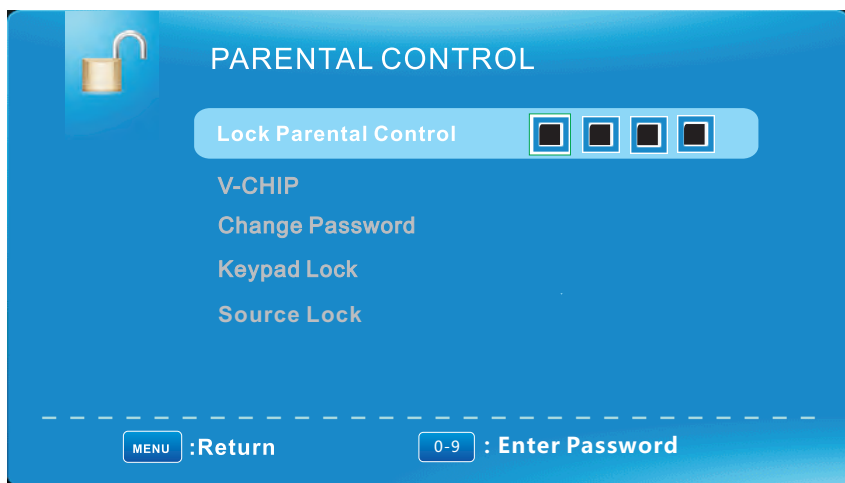 PARENTAL CONTROL
Lock Parental Control
V-CHIP
Change Password
Keypad Lock
Source Lock
MENU :Return 0-9 : Enter Password